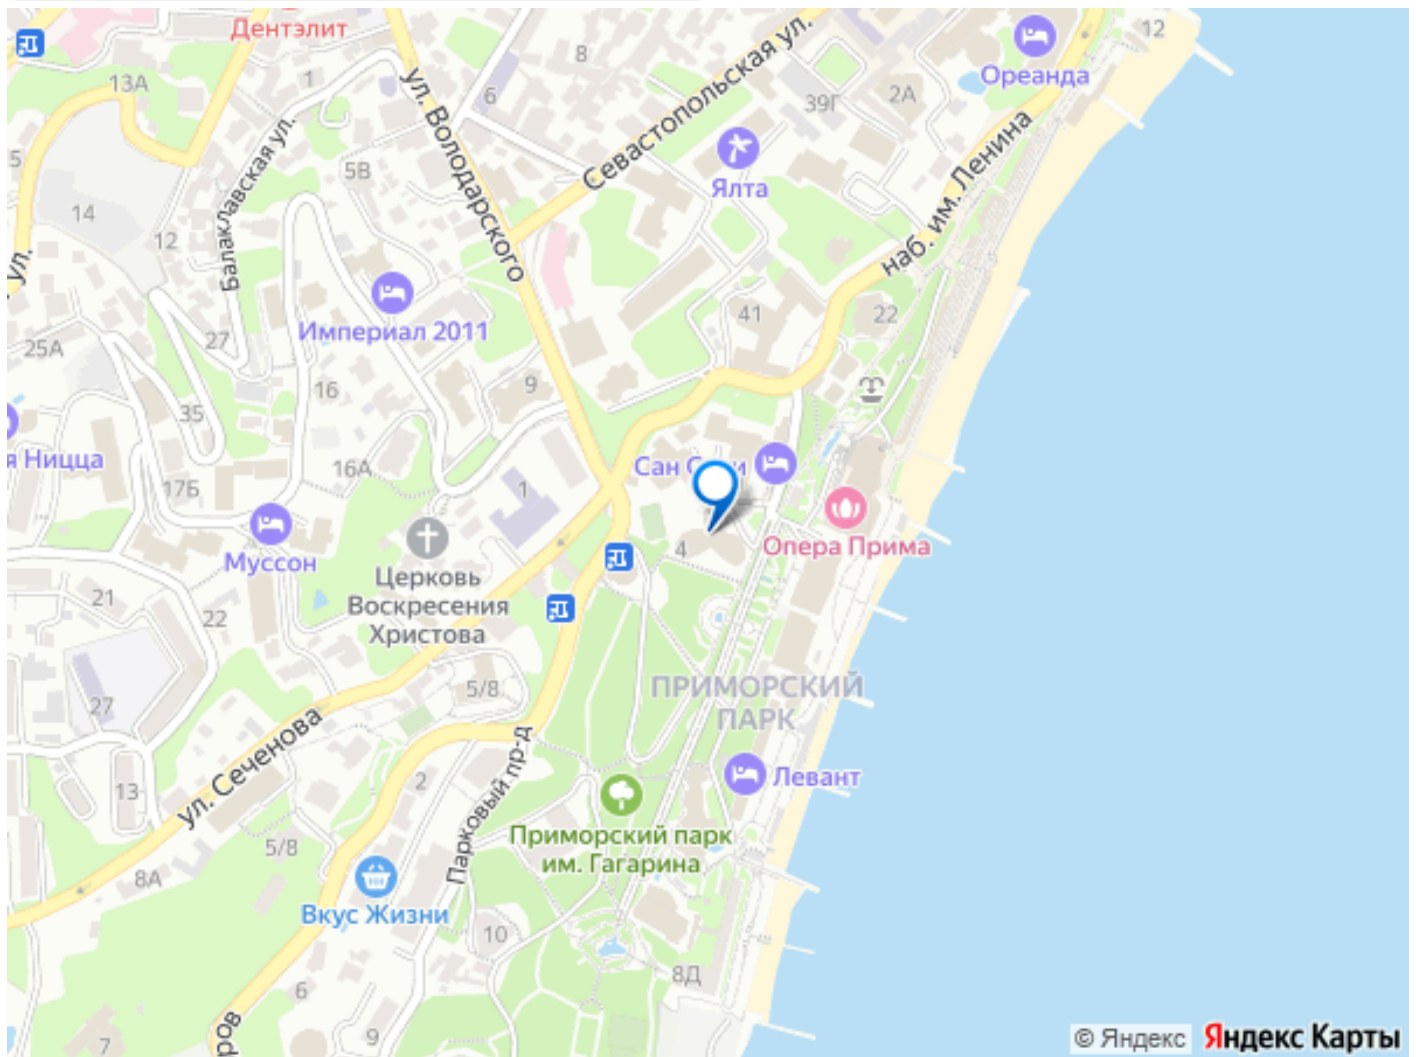 Дентэлит
12
13А
1
8
Севастопольская ул.
Ореанда
6
39Г
2А
ул. Володарского
Балаклавская ул.
5В
Ялта
наб. им. Ленина
5
14
12
ул.
Империал 2011
41
22
25А
27
16
9
35
я Ницца
16А
17Б
1
Сан
Муссон
Церковь
Воскресения
Христова
4
Опера Прима
21
22
27
5/8
ПРИМОРСКИЙ
ПАРК
ул. Сеченова
Парковый пр-д
13
2
Левант
Приморский парк
им. Гагарина
5/8
8А
Вкус Жизни
10
8Д
6
9
7
ров
© Яндекс
Яндекс Карты